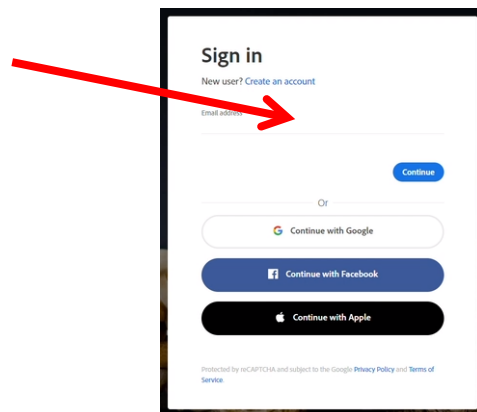 Sign in
New user? Create an account
Email address
Continue
Or
Continue with Google
Continue with Facebook
Continue with Apple
Protected by reCAPTCHA and subject to the Google Privacy Policy and Terms of
Service